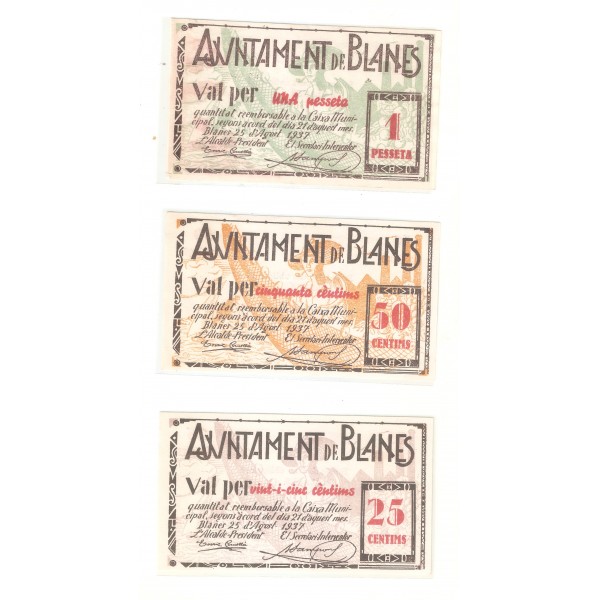 AJUNTAMENT DE BLANES
Val per UNA pesseta
quantitat reembursable a la Caixa Muni-
cipal, segons acord del dia 21 d'aquest mes.
Blanes 25 d'Agost 1937
L'Alcalde-President El Secretari-Interventor
1
PESSETA
AJUNTAMENT DE BLANES
Val per cinquanta cèntims
quantitat reembursable a la Caixa Muni-
cipal, segons acord del dia 21 d'aquest mes.
Blanes 25 d'Agost 1937
L'Alcalde-President El Secretari-Interventor
50
CENTIMS
AJUNTAMENT DE BLANES
Val per vint-i-cinc cèntims
quantitat reembursable a la Caixa Muni-
cipal, segons acord del dia 21 d'aquest mes.
Blanes 25 d'Agost 1937
L'Alcalde-President El Secretari-Interventor
25
CENTIMS